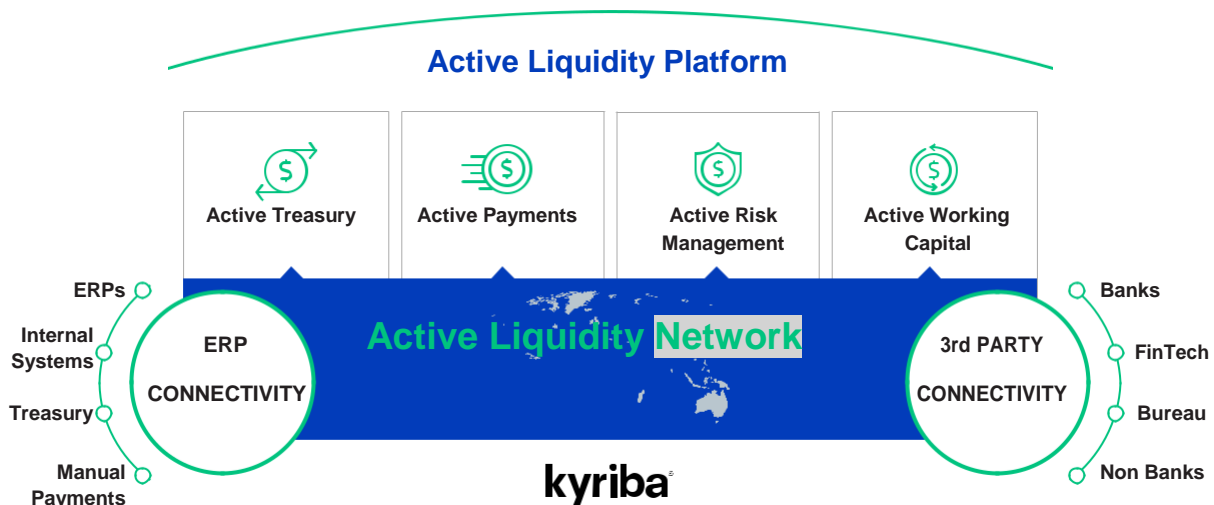 Active Liquidity Platform
$
$
$
$
Active Treasury
Active Payments
Active Risk
Management
Active Working
Capital
ERPs
Internal
Systems
Treasury
Manual
Payments
ERP
CONNECTIVITY
Active Liquidity Network
3rd PARTY
CONNECTIVITY
Banks
FinTech
Bureau
Non Banks
kyriba